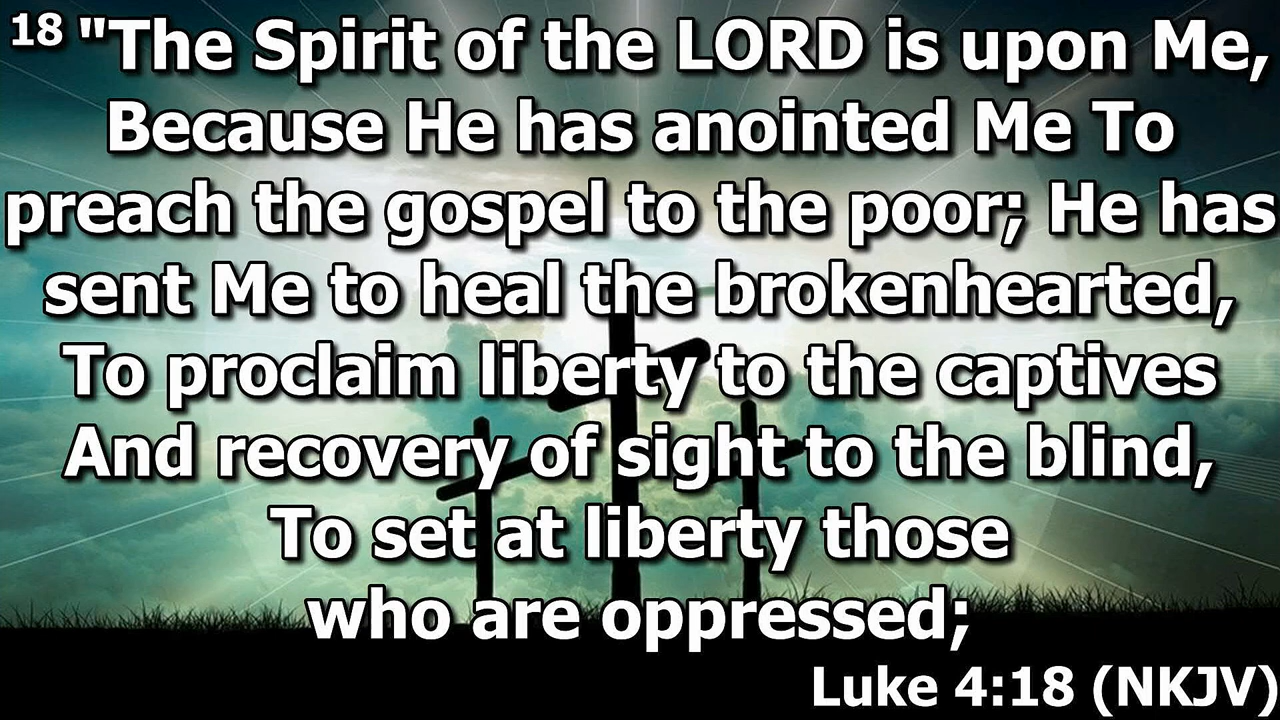 18 "The Spirit of the LORD is upon Me,
Because He has anointed Me To
preach the gospel to the poor; He has
sent Me to heal the brokenhearted,
To proclaim liberty to the captives
And recovery of sight to the blind,
To set at liberty those
who are oppressed;
Luke 4:18 (NKJV)